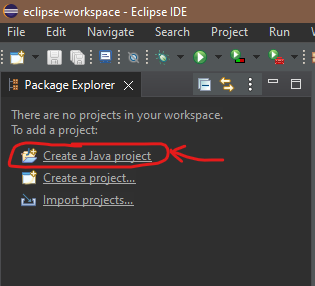 eclipse-workspace - Eclipse IDE
File Edit Navigate Search Project Run
Package Explorer
There are no projects in your workspace.
To add a project:
Create a Java project
Create a project...
Import projects...